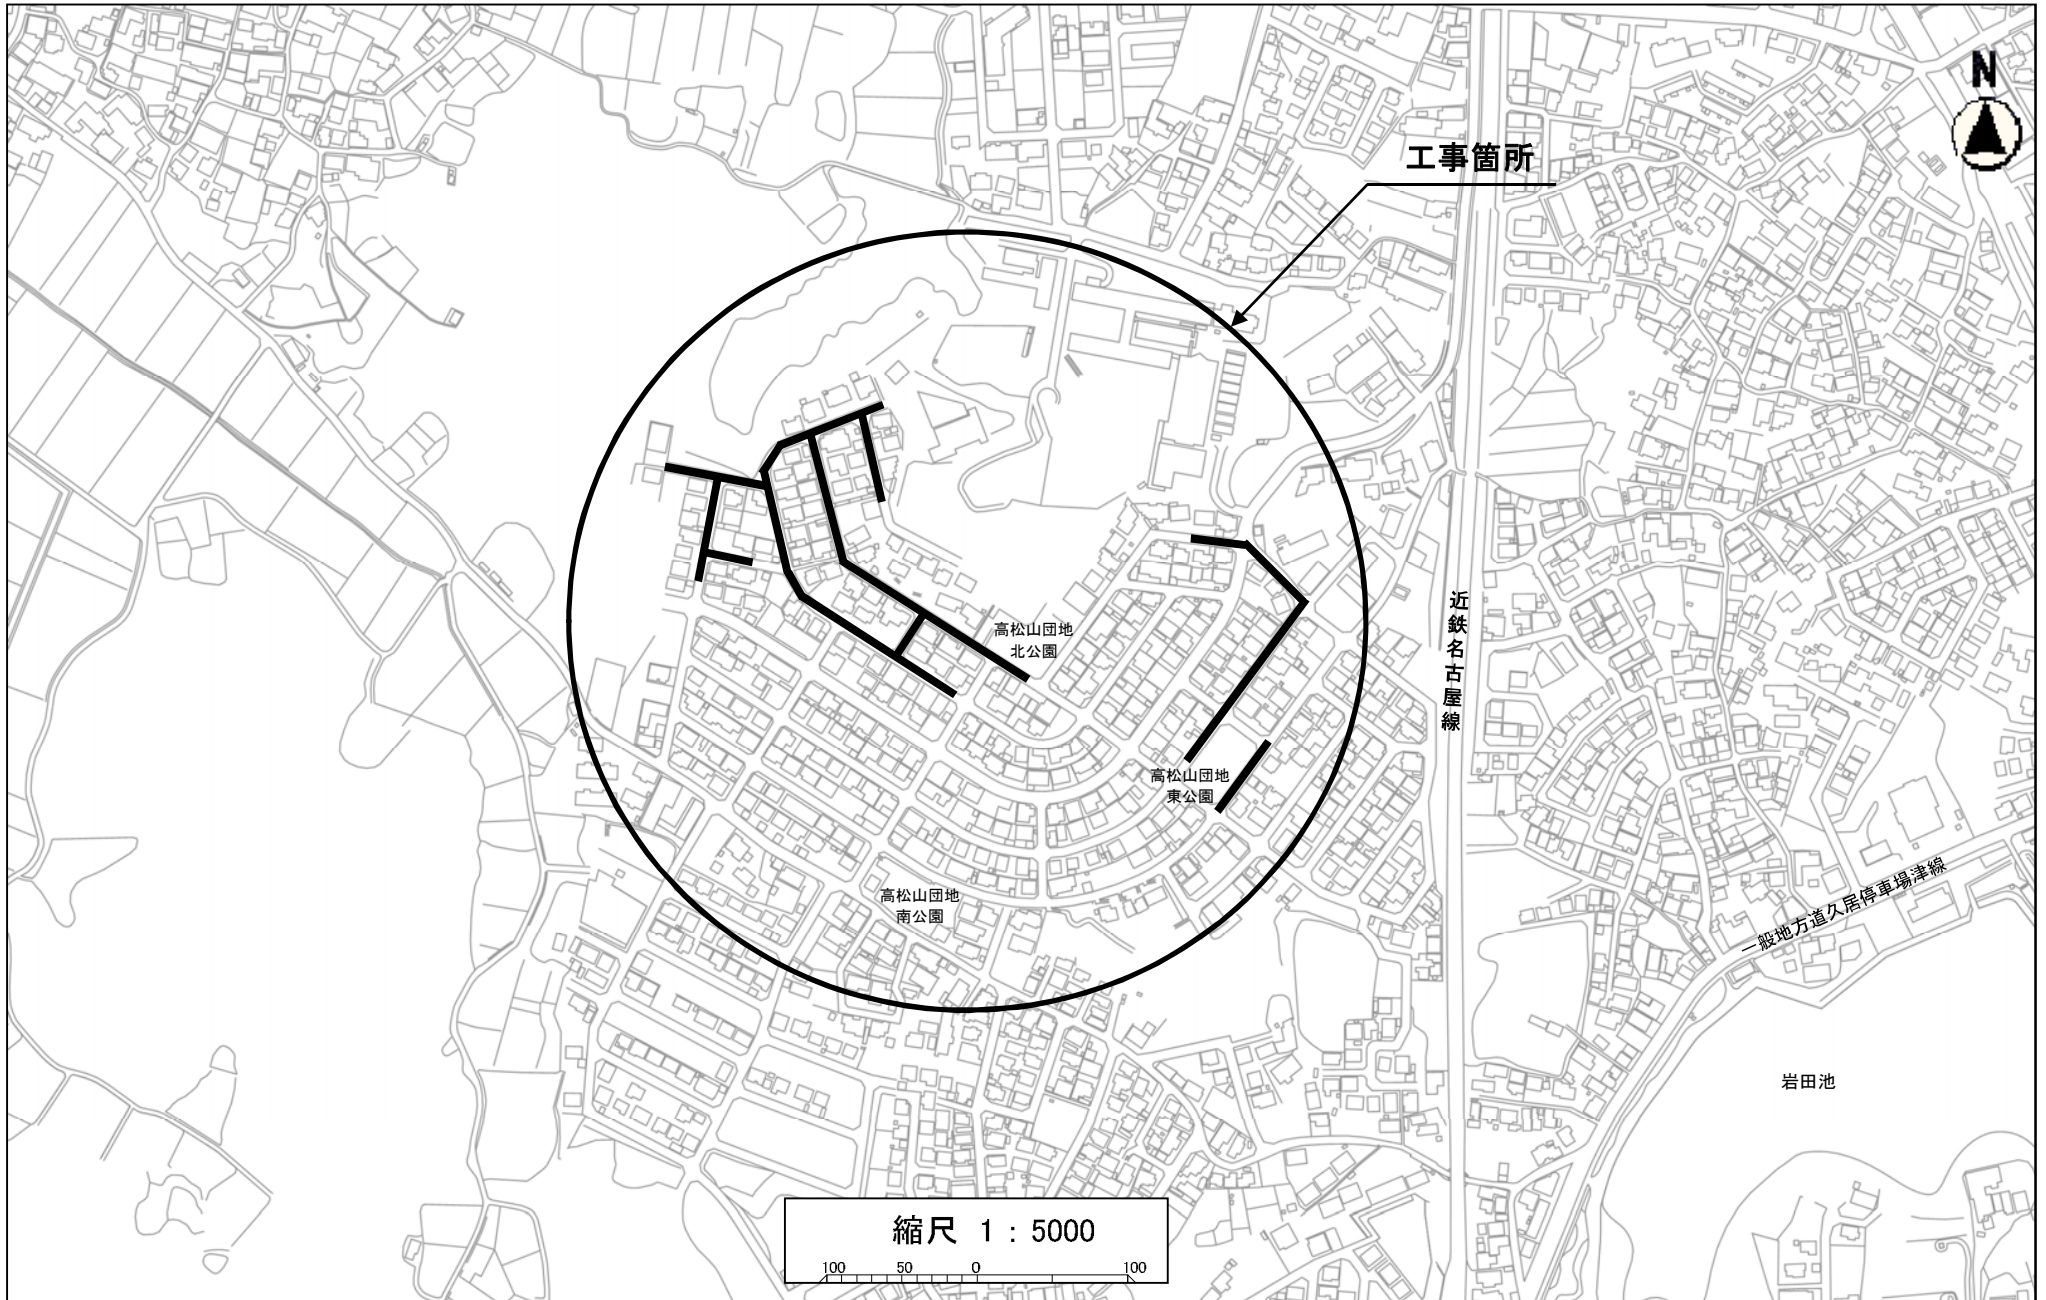 N
工事箇所
近鉄名古屋線
高松山団地
北公園
高松山団地
東公園
高松山団地
南公園
一般地方道久居停車場津線
岩田池
縮尺 1：5000
100 50 0 100